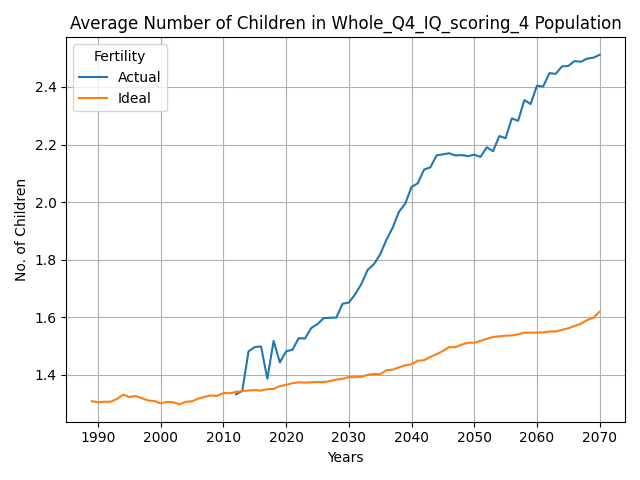 Average Number of Children in Whole_Q4_IQ_scoring_4 Population
Fertility
Actual
Ideal
No. of Children
2.4
2.2
2.0
1.8
1.6
1.4
1990 2000 2010 2020 2030 2040 2050 2060 2070
Years